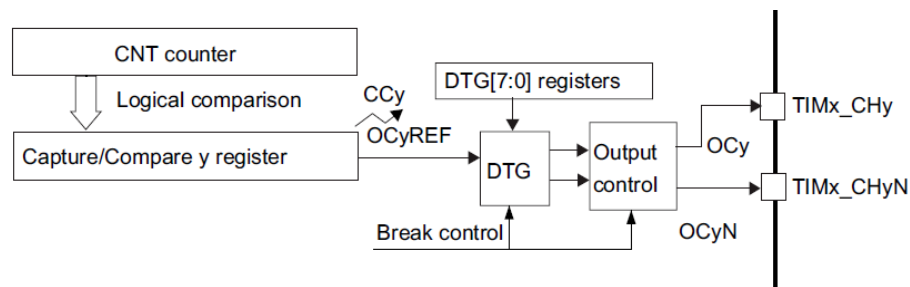 CNT counter
Logical comparison
Capture/Compare y register
CCy
OCyREF
DTG[7:0] registers
DTG
Output
control
Break control
OCy
OCyN
TIMx_CHy
TIMx_CHyN